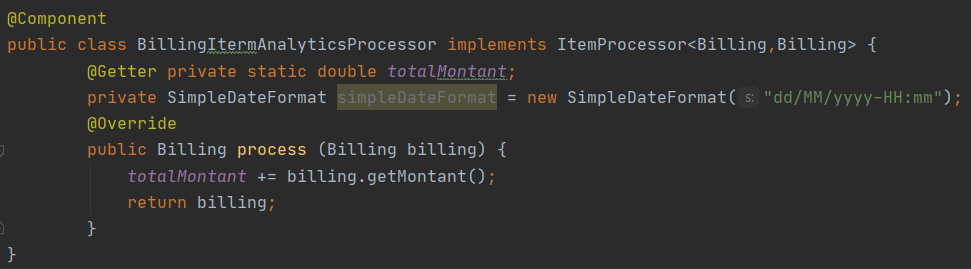 @Component
public class BillingItermAnalyticsProcessor implements ItemProcessor<Billing,Billing> {
@Getter private static double totalMontant;
private SimpleDateFormat simpleDateFormat = new SimpleDateFormat( s: "dd/MM/yyyy-HH:mm");
@Override
public Billing process (Billing billing) {
totalMontant += billing.getMontant();
return billing;
}
}